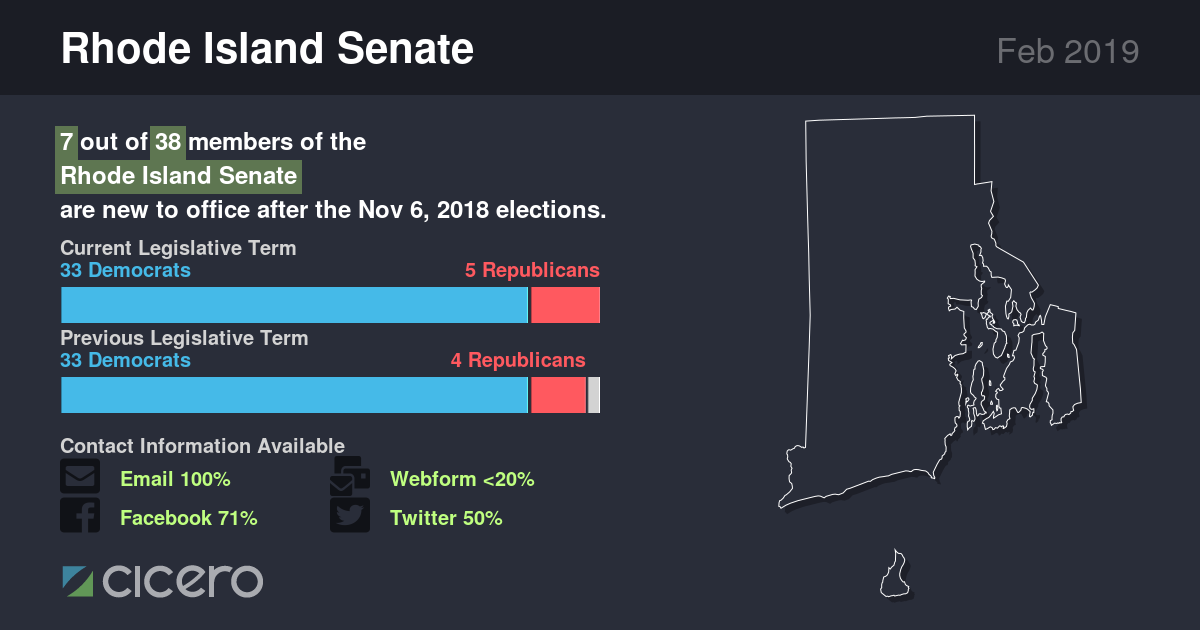 Rhode Island Senate
Feb 2019
7 out of 38 members of the
Rhode Island Senate
are new to office after the Nov 6, 2018 elections.
Current Legislative Term
33 Democrats 5 Republicans
Previous Legislative Term
33 Democrats 4 Republicans
Contact Information Available
Email 100% Webform <20%
Facebook 71% Twitter 50%
cicero